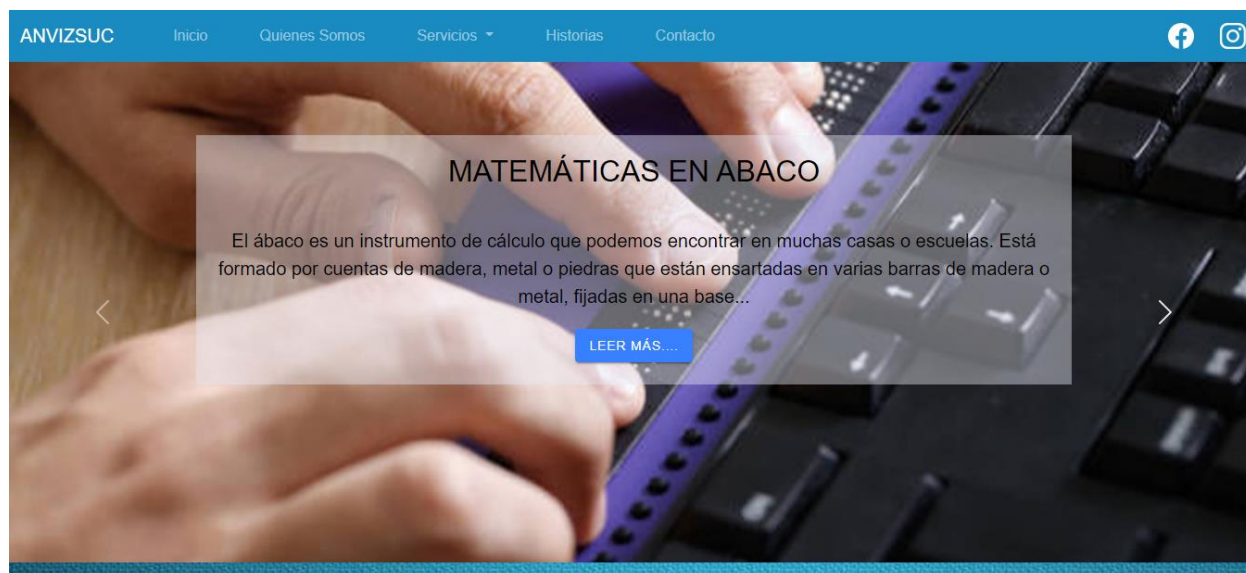 ANVIZSUC Inicio Quienes Somos Servicios Historias Contacto
MATEMÁTICAS EN ABACO
El ábaco es un instrumento de cálculo que podemos encontrar en muchas casas o escuelas. Está
formado por cuentas de madera, metal o piedras que están ensartadas en varias barras de madera o
metal, fijadas en una base...
LEER MÁS....